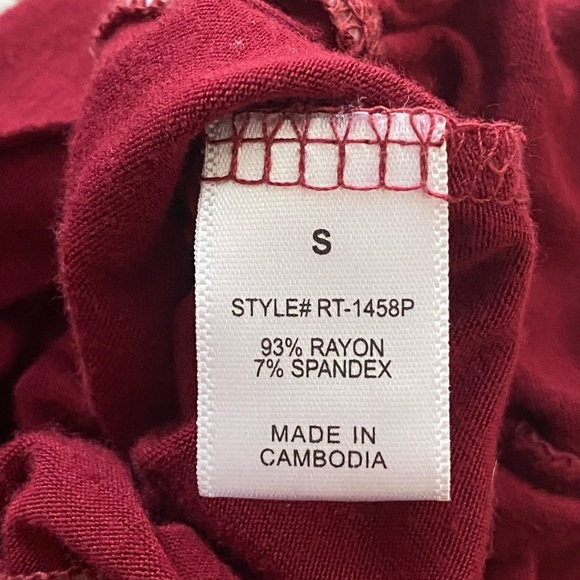 S
STYLE# RT-1458P
93% RAYON
7% SPANDEX
MADE IN
CAMBODIA